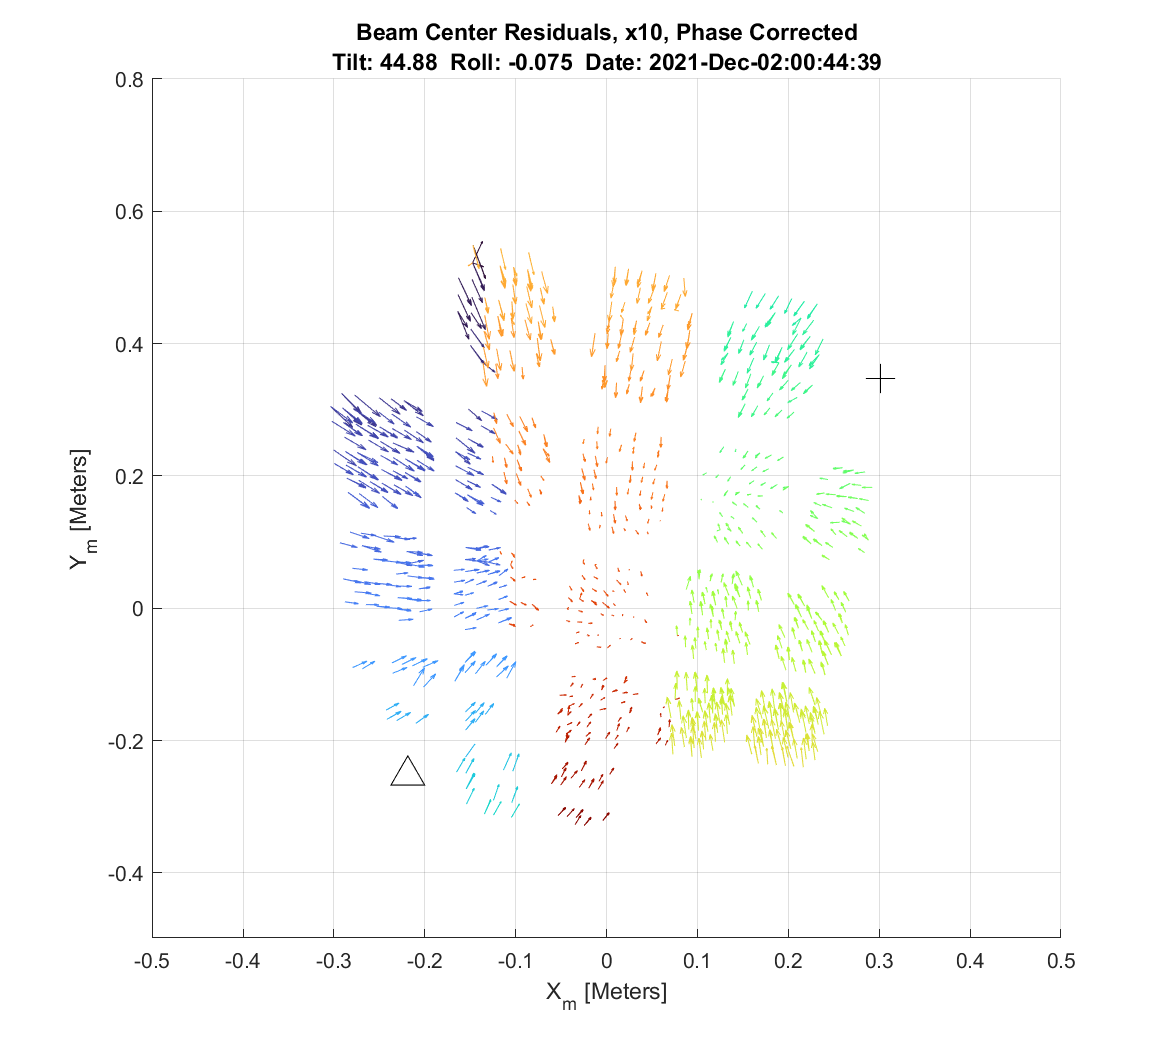 Beam Center Residuals, x10, Phase Corrected
Tilt: 44.88 Roll: -0.075 Date: 2021-Dec-02:00:44:39
0.8
0.6
0.4
0.2
0
-0.2
-0.4
Y_m [Meters]
-0.5 -0.4 -0.3 -0.2 -0.1 0 0.1 0.2 0.3 0.4 0.5
X_m [Meters]